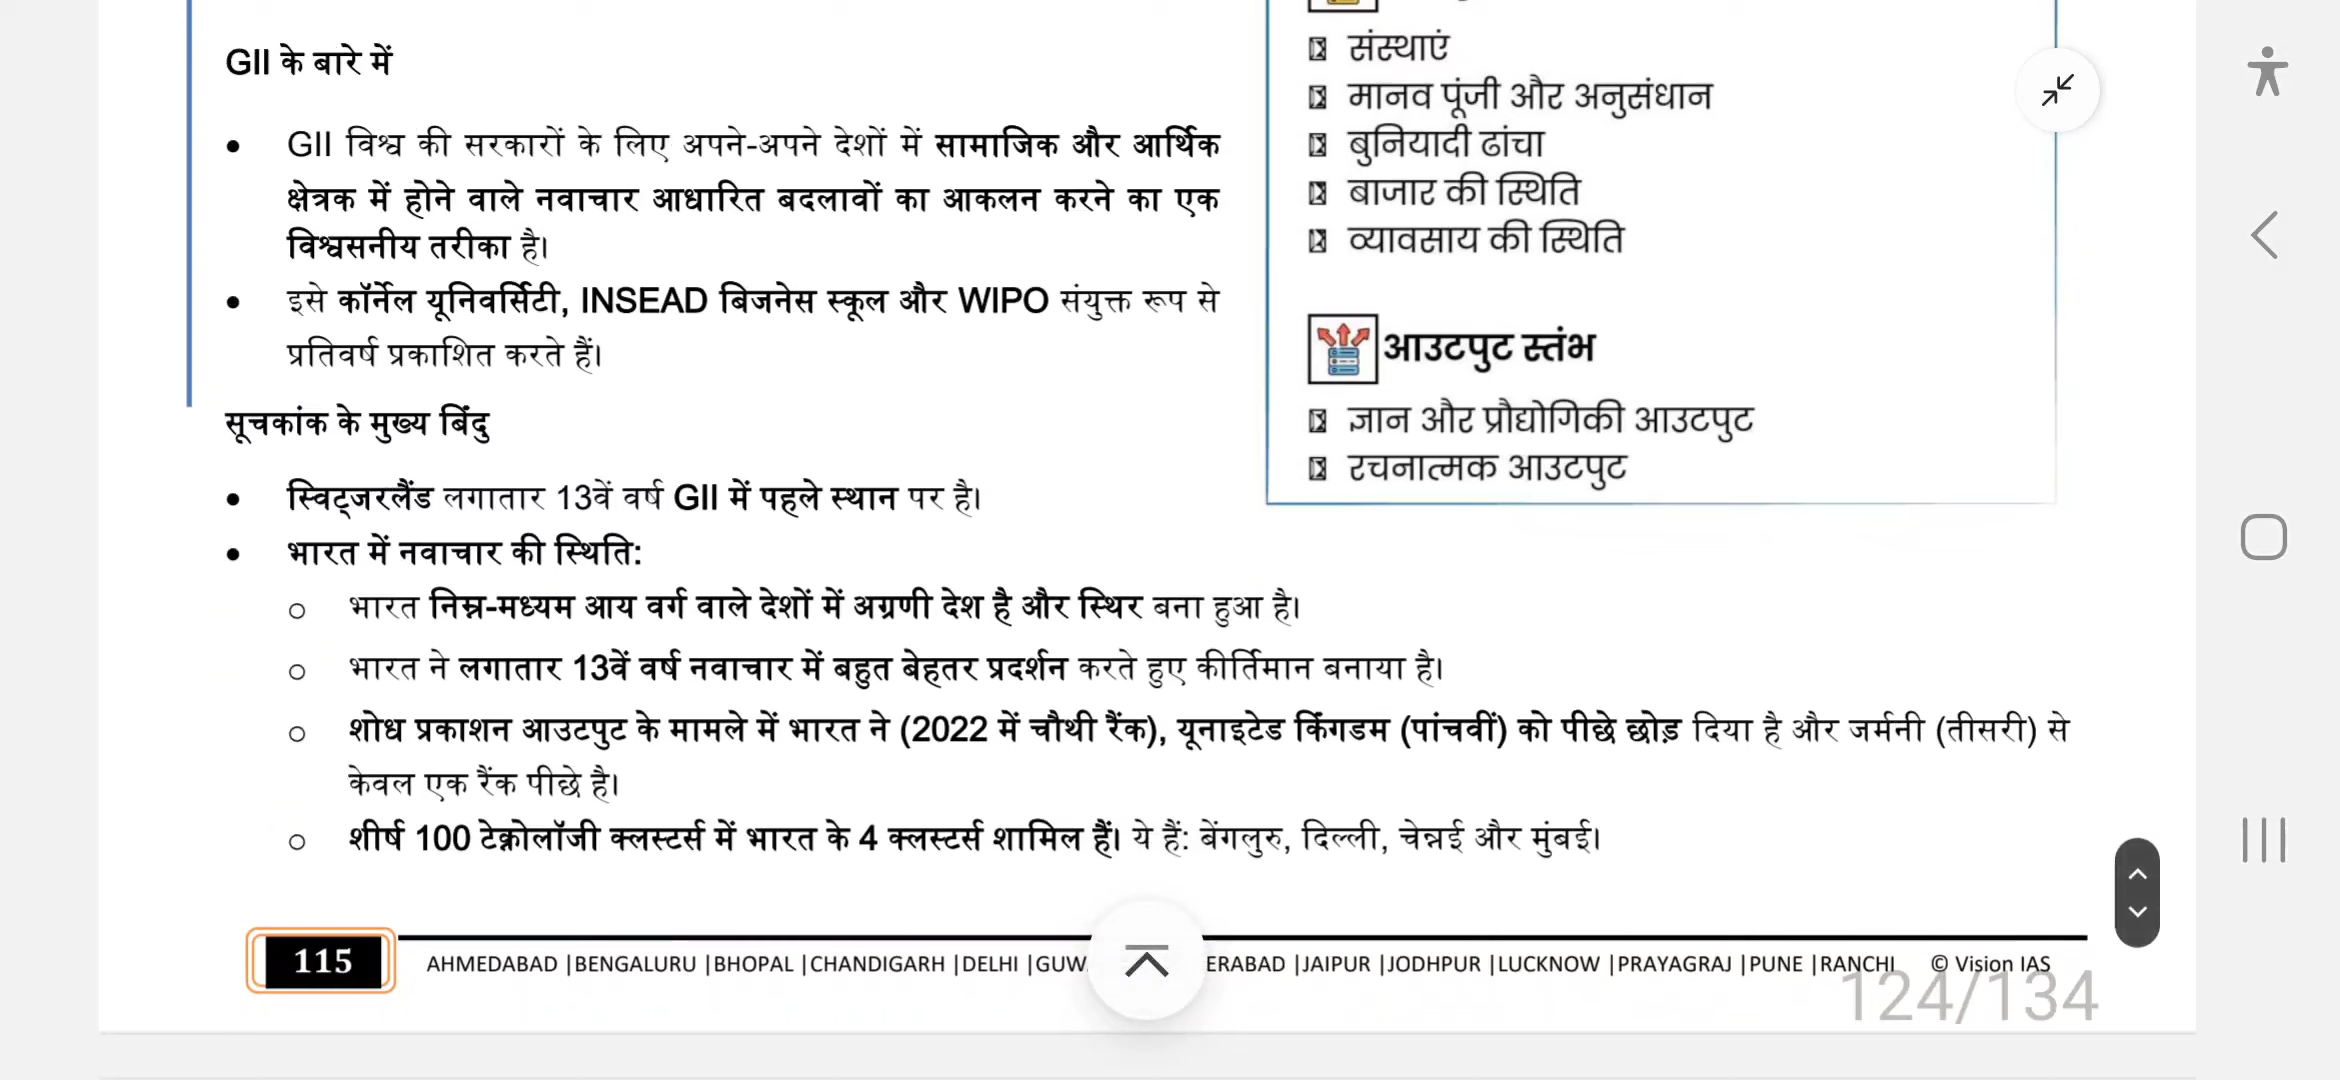 GII के बारे में
GII विश्व की सरकारों के लिए अपने-अपने देशों में सामाजिक और आर्थिक
क्षेत्रक में होने वाले नवाचार आधारित बदलावों का आकलन करने का एक
विश्वसनीय तरीका है।
इसे कॉर्नेल यूनिवर्सिटी, INSEAD बिजनेस स्कूल और WIPO संयुक्त रूप से
प्रतिवर्ष प्रकाशित करते हैं।
संस्थाएं
मानव पूंजी और अनुसंधान
बुनियादी ढांचा
बाजार की स्थिति
व्यावसाय की स्थिति
आउटपुट स्तंभ
ज्ञान और प्रौद्योगिकी आउटपुट
रचनात्मक आउटपुट
सूचकांक के मुख्य बिंदु
स्विट्जरलैंड लगातार 13वें वर्ष GII में पहले स्थान पर है।
भारत में नवाचार की स्थिति:
भारत निम्न-मध्यम आय वर्ग वाले देशों में अग्रणी देश है और स्थिर बना हुआ है।
भारत ने लगातार 13वें वर्ष नवाचार में बहुत बेहतर प्रदर्शन करते हुए कीर्तिमान बनाया है।
शोध प्रकाशन आउटपुट के मामले में भारत ने (2022 में चौथी रैंक), यूनाइटेड किंगडम (पांचवीं) को पीछे छोड़ दिया है और जर्मनी (तीसरी) से
केवल एक रैंक पीछे है।
शीर्ष 100 टेक्नोलॉजी क्लस्टर्स में भारत के 4 क्लस्टर्स शामिल हैं। ये हैं: बेंगलुरु, दिल्ली, चेन्नई और मुंबई।
115 AHMEDABAD |BENGALURU |BHOPAL |CHANDIGARH |DELHI |GUW ERABAD |JAIPUR |JODHPUR |LUCKNOW |PRAYAGRAJ |PUNE |RANCHI © Vision IAS
124/134